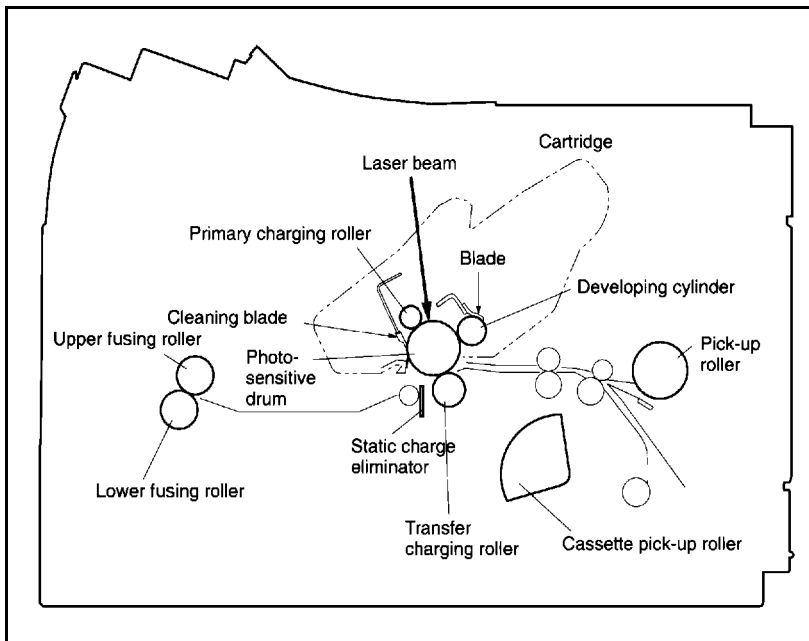 Cartridge
Laser beam
Primary charging roller
Blade
Developing cylinder
Cleaning blade
Upper fusing roller
Photo-
sensitive
drum
Pick-up
roller
Static charge
eliminator
Lower fusing roller
Transfer
charging roller
Cassette pick-up roller